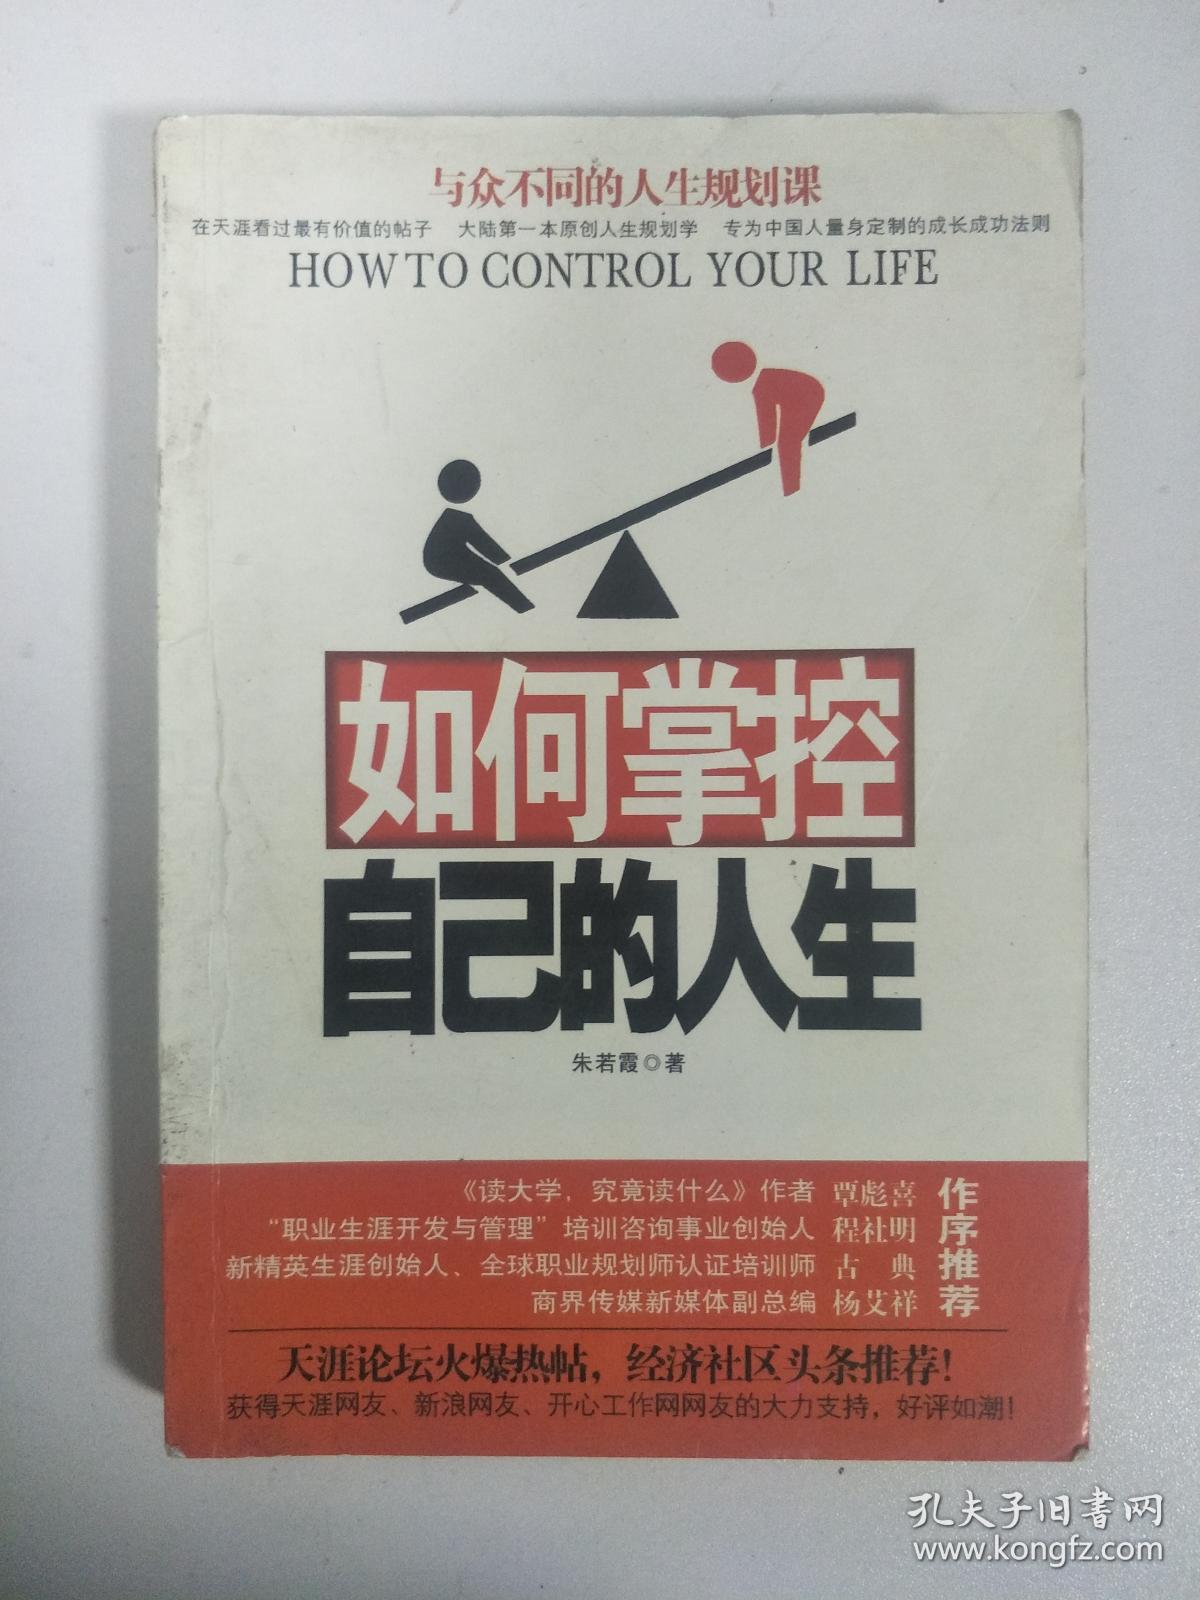 与众不同的人生规划课
在天涯看过最有价值的帖子 大陆第一本原创人生规划学 专为中国人量身定制的成长成功法则
HOW TO CONTROL YOUR LIFE
如何掌控
自己的人生
朱若霞◎著
《读大学，究竟读什么》作者 覃彪喜
“职业生涯开发与管理”培训咨询事业创始人 程社明
新精英生涯创始人、全球职业规划师认证培训师 古典
商界传媒新媒体副总编 杨艾祥
作序推荐
天涯论坛火爆热帖，经济社区头条推荐！
获得天涯网友、新浪网友、开心工作网网友的大力支持，好评如潮！
孔夫子旧书网
www.kongfz.com